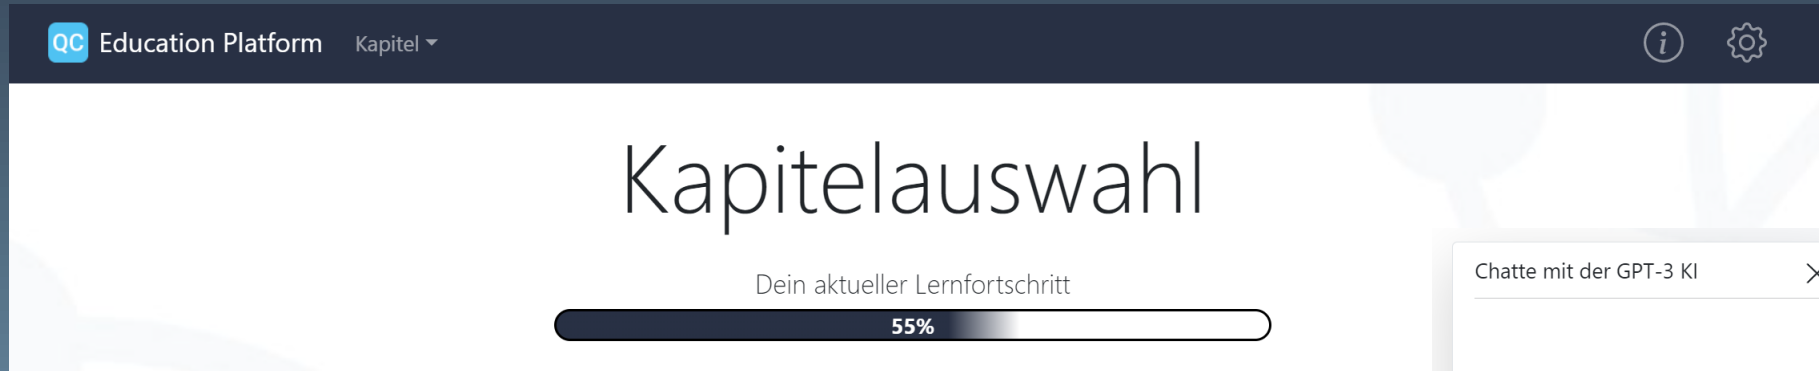 QC Education Platform Kapitel
Kapitelauswahl
Dein aktueller Lernfortschritt
55%
Chatte mit der GPT-3 KI